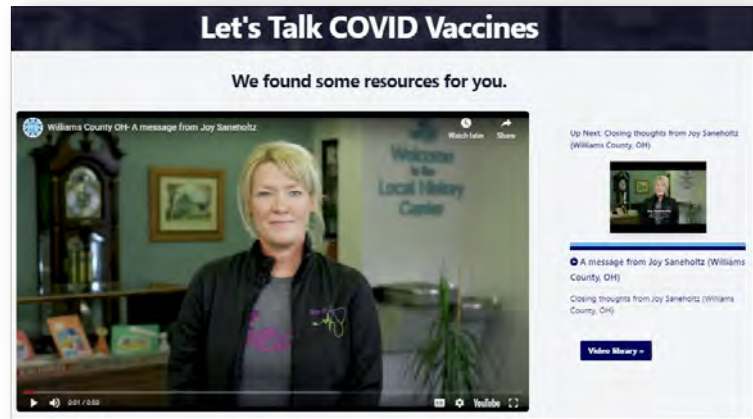 Let's Talk COVID Vaccines
We found some resources for you.
Williams County OH- A message from Joy Saneholtz
Watch later
Share
Welcome
to the
Local History
Center
0:01 / 0:50
YouTube
Up Next: Closing thoughts from Joy Saneholtz
(Williams County, OH)
A message from Joy Saneholtz (Williams
County, OH)
Closing thoughts from Joy Saneholtz (Williams
County, OH)
Video library »